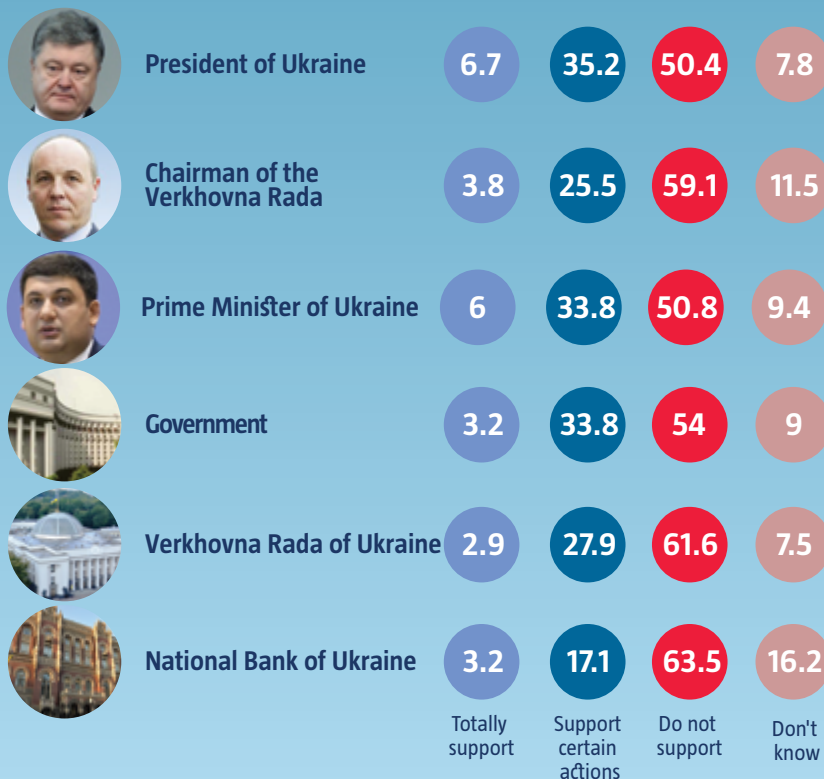 President of Ukraine 6.7 35.2 50.4 7.8
Chairman of the
Verkhovna Rada 3.8 25.5 59.1 11.5
Prime Minister of Ukraine 6 33.8 50.8 9.4
Government 3.2 33.8 54 9
Verkhovna Rada of Ukraine 2.9 27.9 61.6 7.5
National Bank of Ukraine 3.2 17.1 63.5 16.2
Totally
support
Support
certain
actions
Do not
support
Don't
know